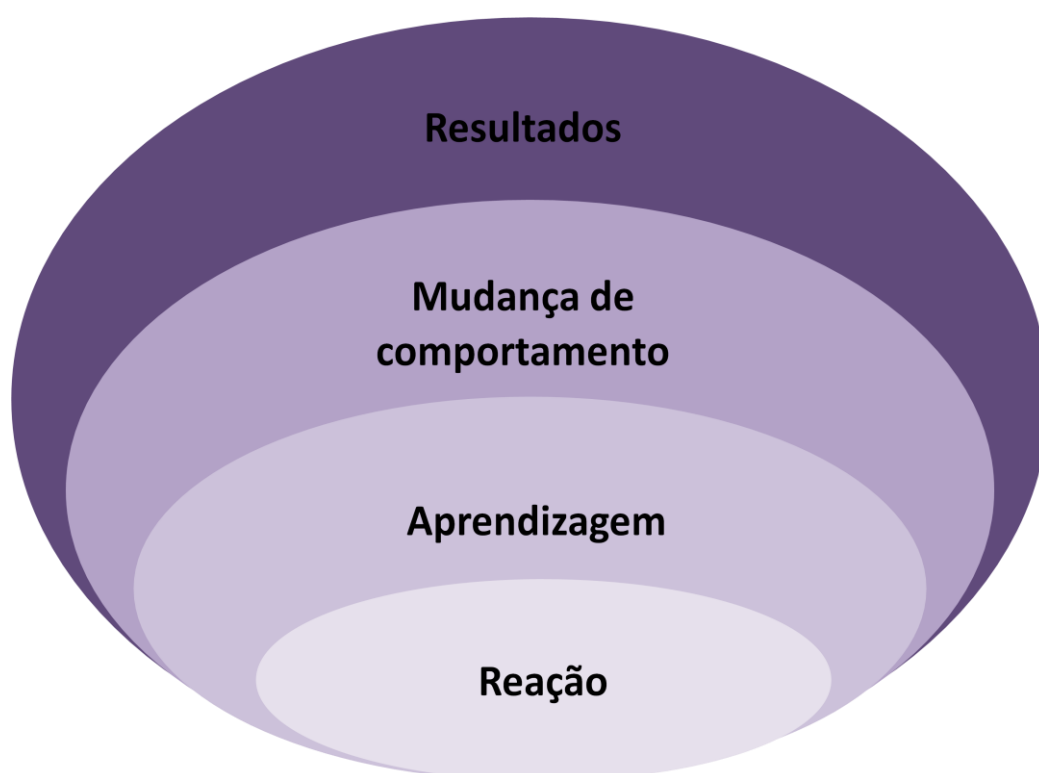 Resultados
Mudança de
comportamento
Aprendizagem
Reação